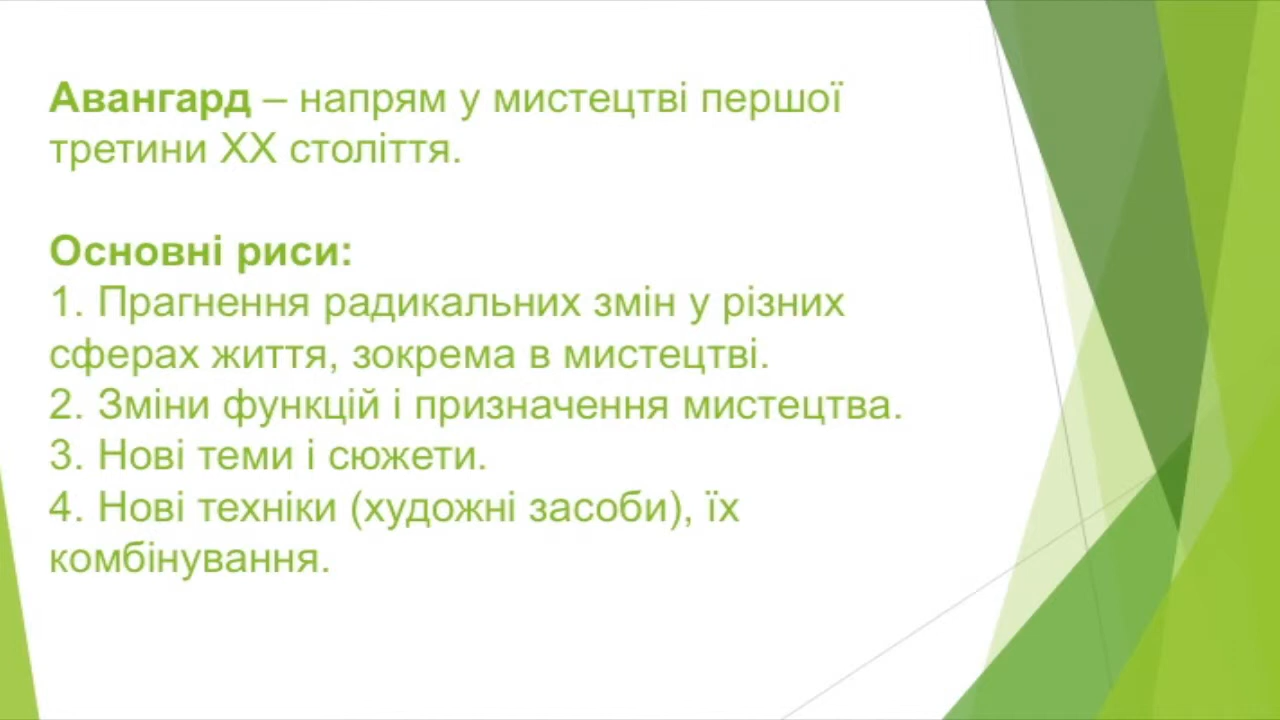 Авангард – напрям у мистецтві першої
третини ХХ століття.
Основні риси:
1. Прагнення радикальних змін у різних
сферах життя, зокрема в мистецтві.
2. Зміни функцій і призначення мистецтва.
3. Нові теми і сюжети.
4. Нові техніки (художні засоби), їх
комбінування.